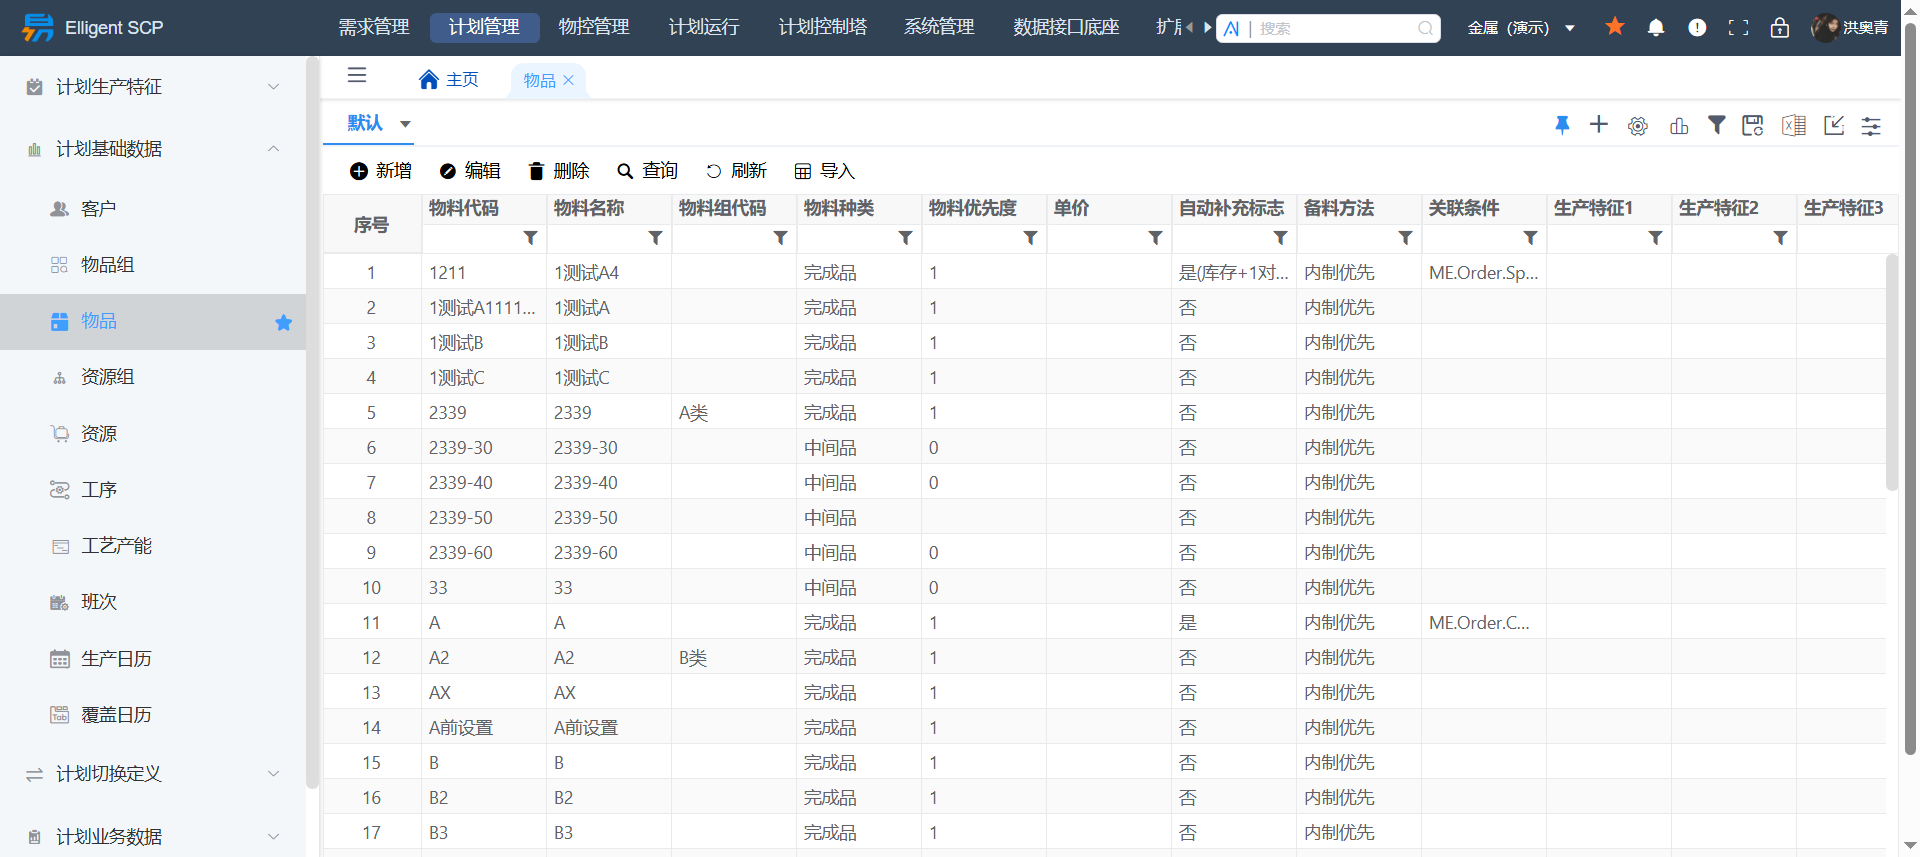 Elligent SCP 需求管理 计划管理 物控管理 计划运行 计划控制塔 系统管理 数据接口底座 AI 搜索 金属 (演示) 洪奥青
计划生产特征
计划基础数据
客户
物品组
物品
资源组
资源
工序
工艺产能
班次
生产日历
覆盖日历
计划切换定义
计划业务数据
主页 物品
默认
新增 编辑 删除 查询 刷新 导入
序号 物料代码 物料名称 物料组代码 物料种类 物料优先度 单价 自动补充标志 备料方法 关联条件 生产特征1 生产特征2 生产特征3
1 1211 1测试A4 完成品 1 是(库存+1对... 内制优先 ME.Order.Sp...
2 1测试A1111... 1测试A 完成品 1 否 内制优先
3 1测试B 1测试B 完成品 1 否 内制优先
4 1测试C 1测试C 完成品 1 否 内制优先
5 2339 2339 A类 完成品 1 否 内制优先
6 2339-30 2339-30 中间品 0 否 内制优先
7 2339-40 2339-40 中间品 0 否 内制优先
8 2339-50 2339-50 中间品 否 内制优先
9 2339-60 2339-60 中间品 0 否 内制优先
10 33 33 中间品 0 否 内制优先
11 A A 完成品 1 是 内制优先 ME.Order.C...
12 A2 A2 B类 完成品 1 否 内制优先
13 AX AX 完成品 1 否 内制优先
14 A前设置 A前设置 完成品 1 否 内制优先
15 B B 完成品 1 否 内制优先
16 B2 B2 完成品 1 否 内制优先
17 B3 B3 完成品 1 否 内制优先